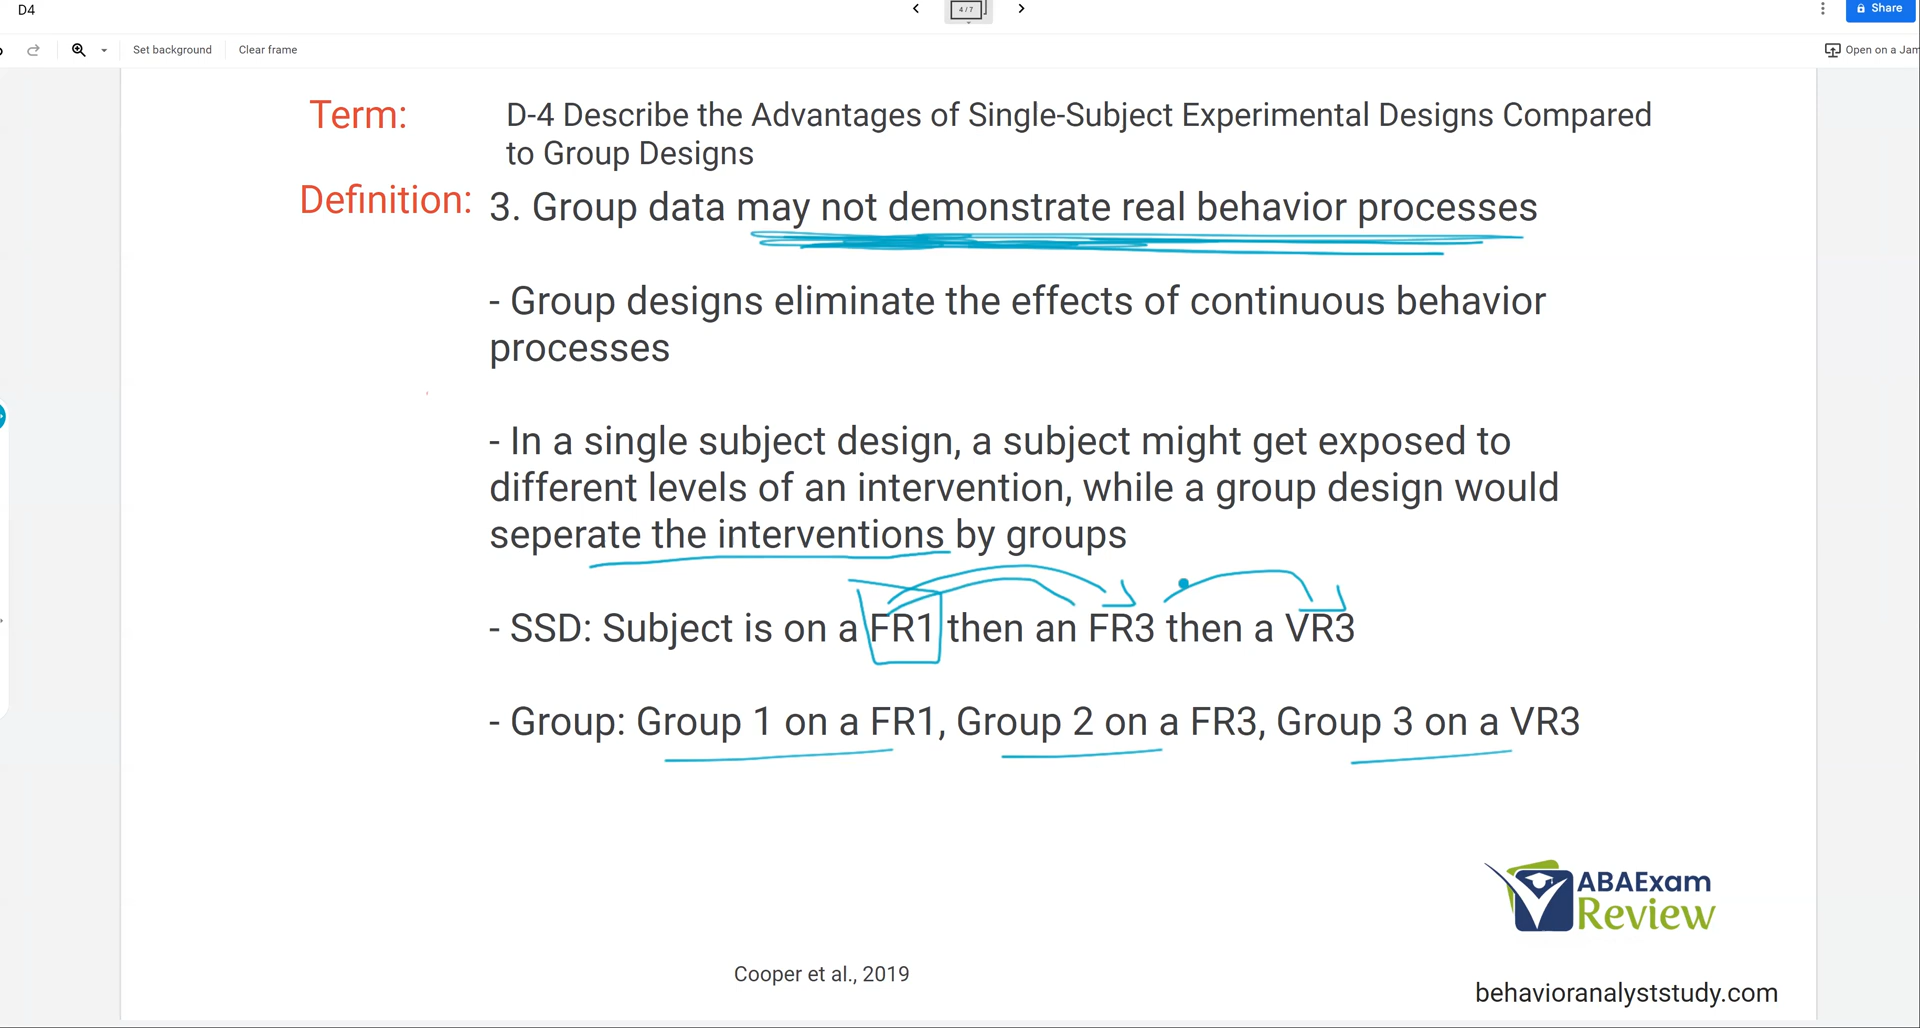 D4
4 / 7
Share
Set background
Clear frame
Open on a Jam
Term:
D-4 Describe the Advantages of Single-Subject Experimental Designs Compared
to Group Designs
Definition:
3. Group data may not demonstrate real behavior processes
- Group designs eliminate the effects of continuous behavior
processes
- In a single subject design, a subject might get exposed to
different levels of an intervention, while a group design would
seperate the interventions by groups
- SSD: Subject is on a FR1 then an FR3 then a VR3
- Group: Group 1 on a FR1, Group 2 on a FR3, Group 3 on a VR3
ABAExam
Review
Cooper et al., 2019
behavioranalyststudy.com